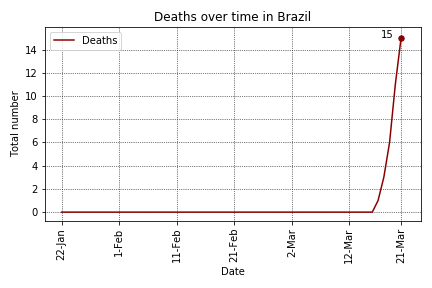 Deaths over time in Brazil
Deaths
15
Total number
14
12
10
8
6
4
2
0
22-Jan
1-Feb
11-Feb
21-Feb
2-Mar
12-Mar
21-Mar
Date